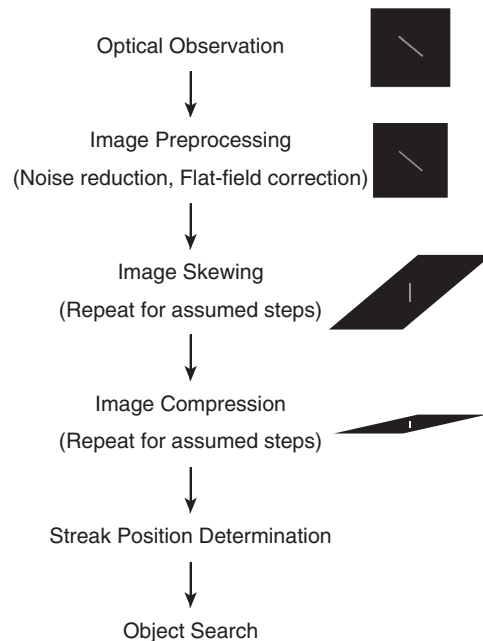 Optical Observation
Image Preprocessing
(Noise reduction, Flat-field correction)
Image Skewing
(Repeat for assumed steps)
Image Compression
(Repeat for assumed steps)
Streak Position Determination
Object Search